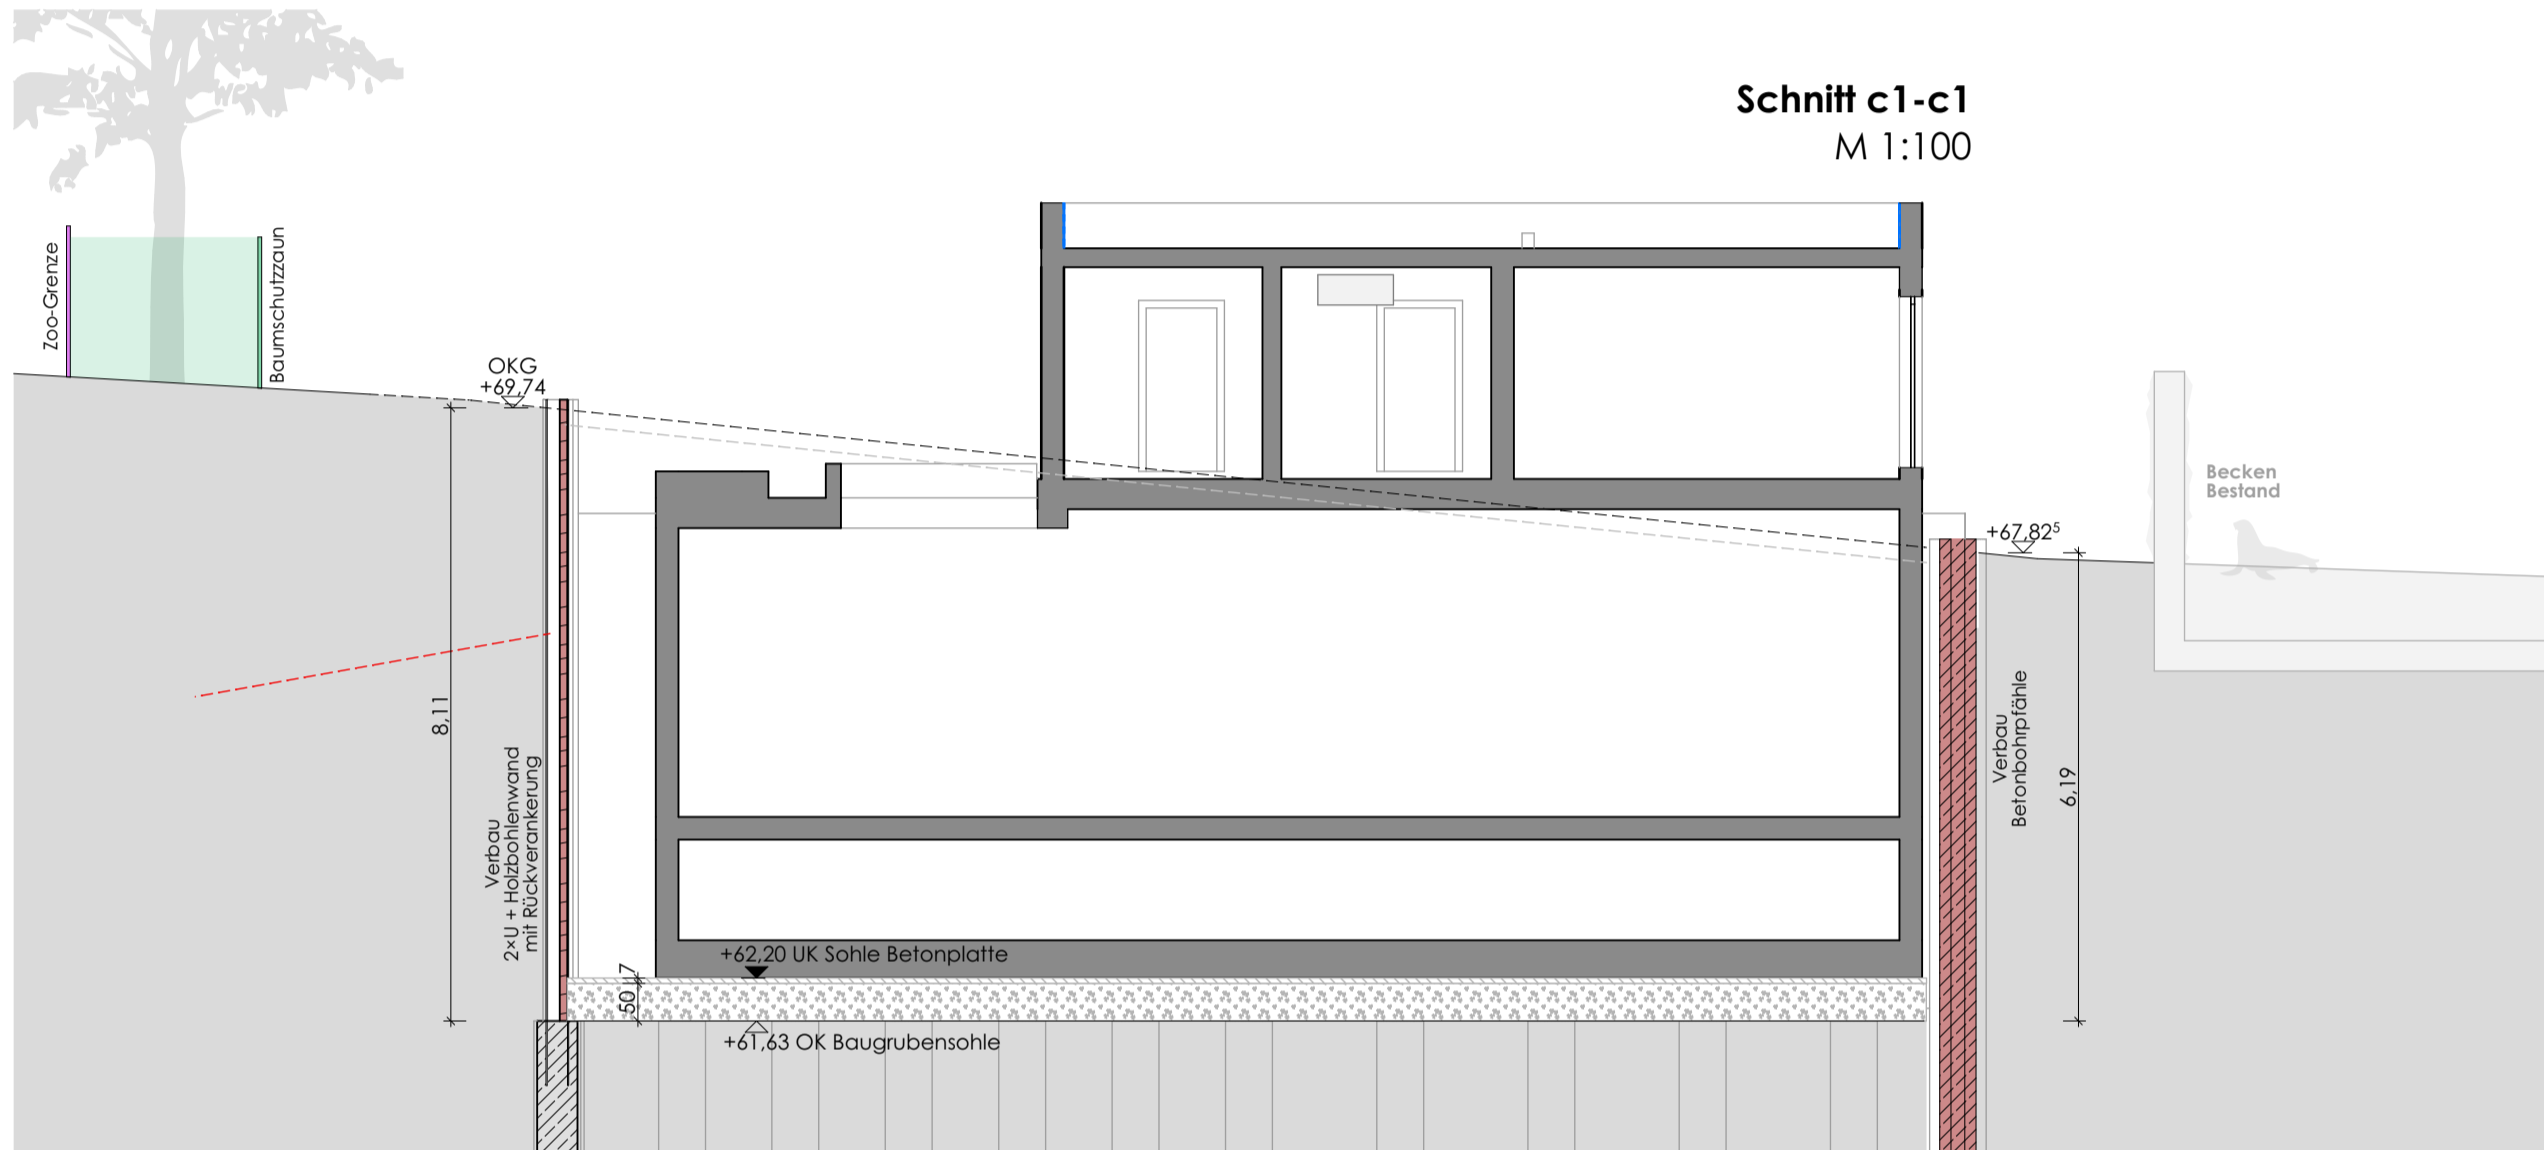 Schnitt c1-c1
M 1:100
Zoo-Grenze
Baumschutzzaun
OKG
+69,74
8,11
Verbau
2×U + Holzbohlenwand
mit Rückverankerung
50
7
+62,20 UK Sohle Betonplatte
+61,63 OK Baugrubensohle
+67,82⁵
Becken
Bestand
Verbau
Betonbohrpfähle
6,19